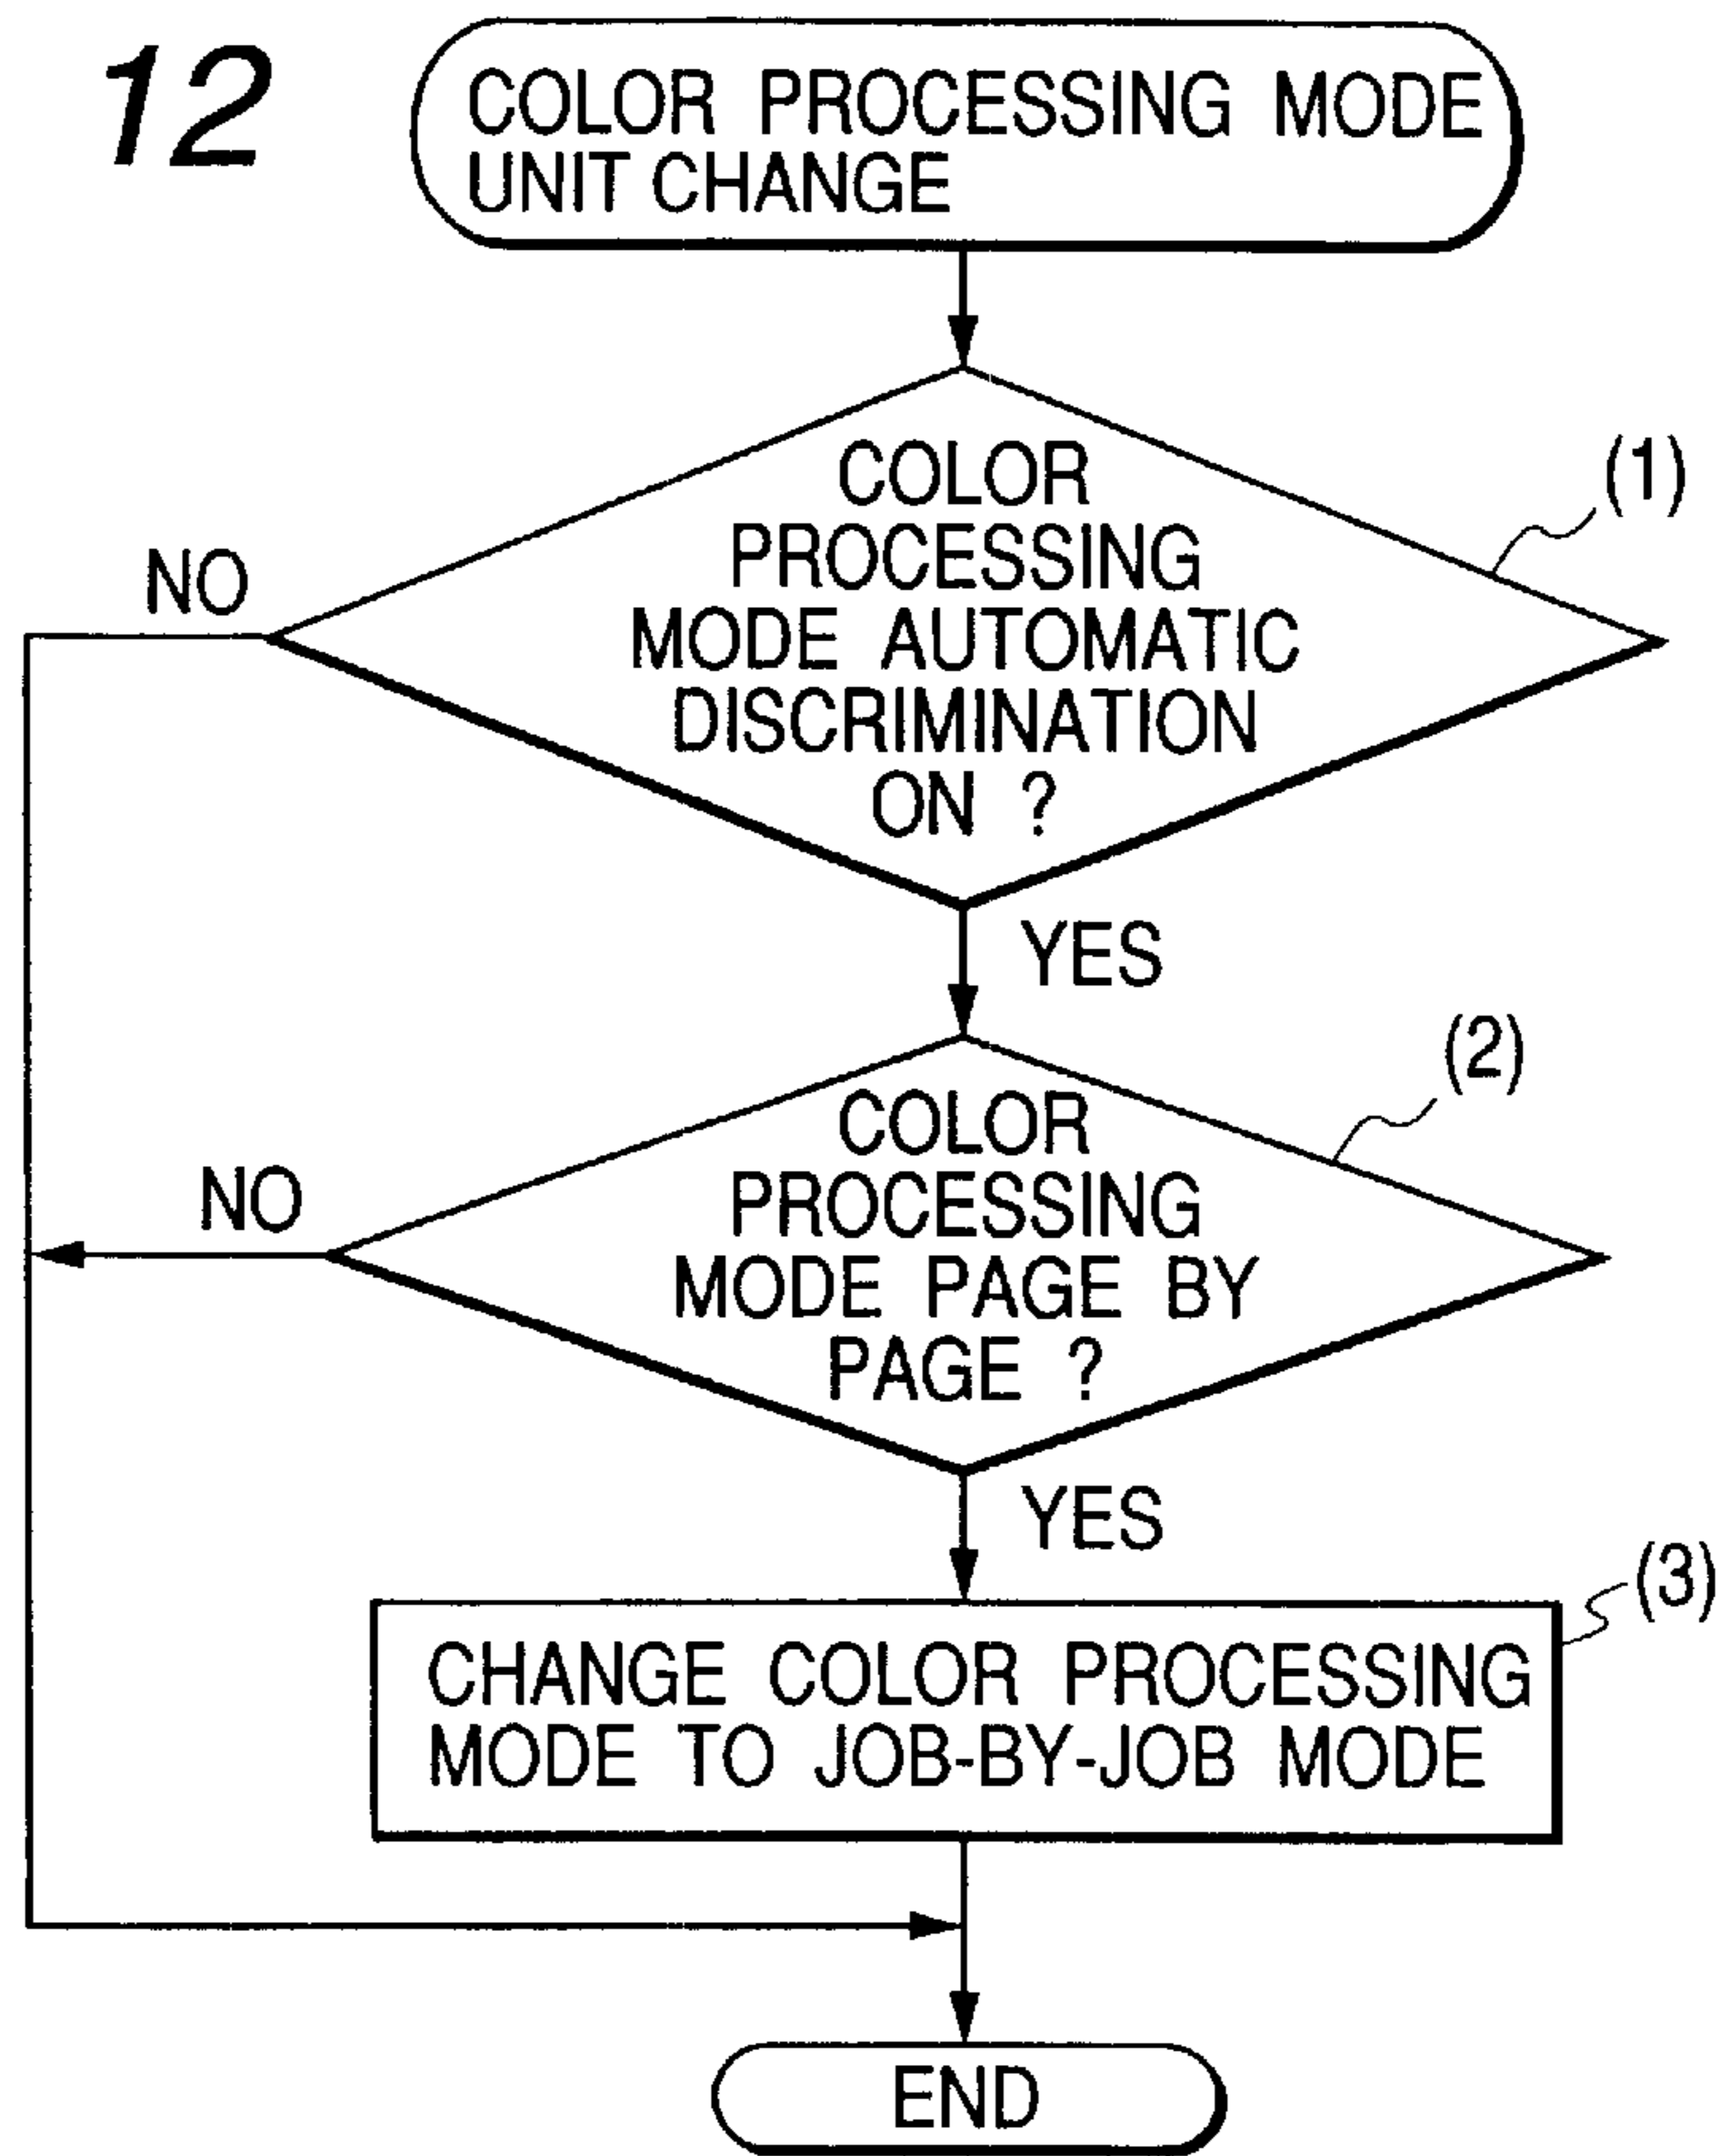 12
COLOR PROCESSING MODE
UNIT CHANGE
(1)
COLOR
PROCESSING
MODE AUTOMATIC
DISCRIMINATION
ON ?
NO
YES
(2)
COLOR
PROCESSING
MODE PAGE BY
PAGE ?
NO
YES
(3)
CHANGE COLOR PROCESSING
MODE TO JOB-BY-JOB MODE
END